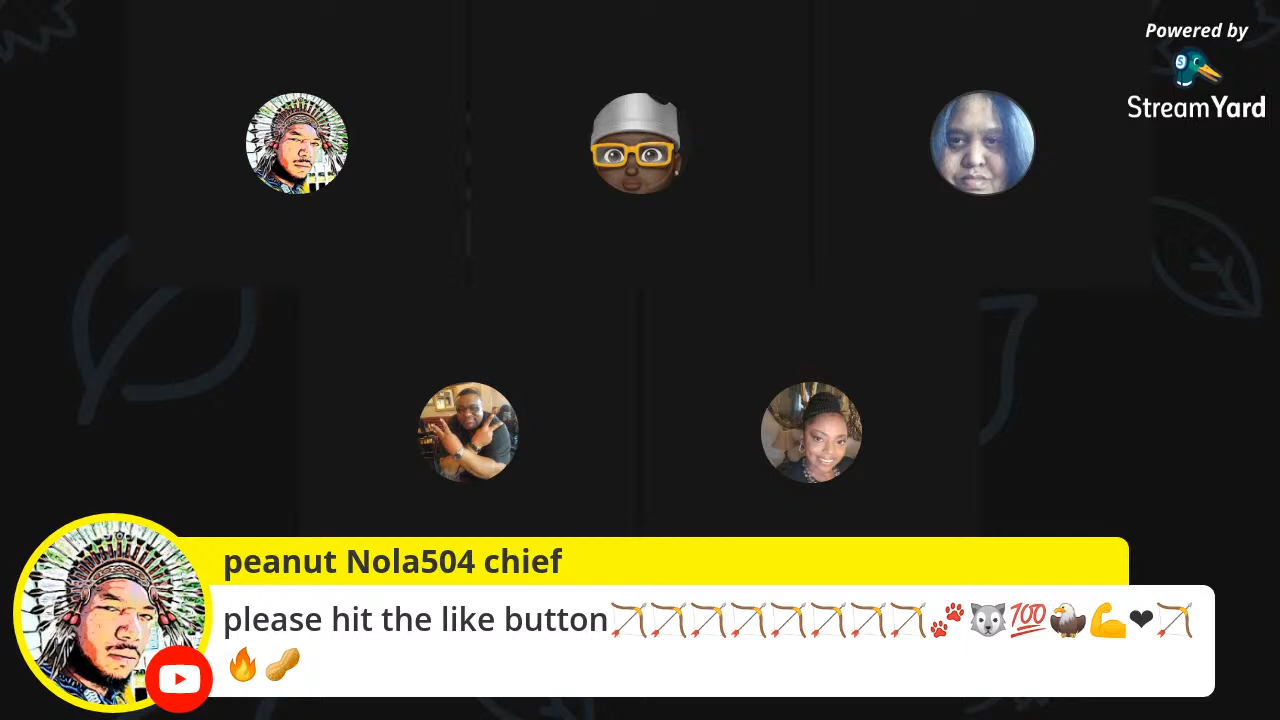 Powered by
StreamYard
peanut Nola504 chief
please hit the like button🏹🏹🏹🏹🏹🏹🏹🏹🐾🐺💯🦅💪❤🏹
🔥🥜